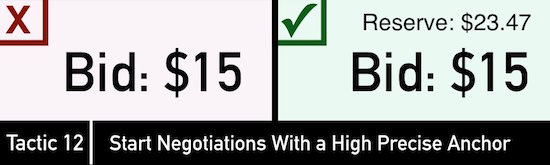 X
Bid: $15
Reserve: $23.47
Bid: $15
Tactic 12
Start Negotiations With a High Precise Anchor